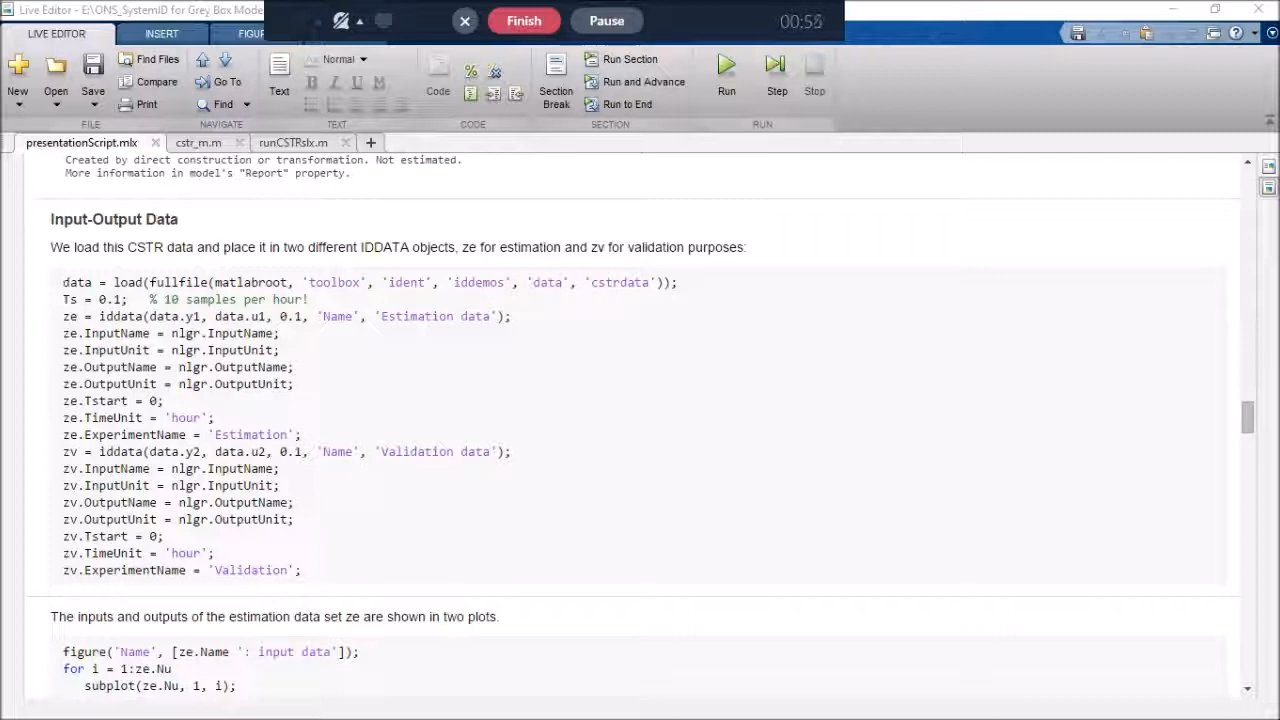 Live Editor - E:\ONS_SystemID for Grey Box Mode
Finish
Pause
00:55
LIVE EDITOR
INSERT
FIGUR
New
Open
Save
Find Files
Compare
Print
Go To
Find
FILE
NAVIGATE
Text
Aa
Normal
B
I
U
M
TEXT
Code
CODE
Section
Break
Run Section
Run and Advance
Run to End
SECTION
Run
Step
Stop
RUN
presentationScript.mlx
cstr_m.m
runCSTRslx.m
Created by direct construction or transformation. Not estimated.
More information in model's "Report" property.
Input-Output Data
We load this CSTR data and place it in two different IDDATA objects, ze for estimation and zv for validation purposes:
data = load(fullfile(matlabroot, 'toolbox', 'ident', 'iddemos', 'data', 'cstrdata'));
Ts = 0.1;   % 10 samples per hour!
ze = iddata(data.y1, data.u1, 0.1, 'Name', 'Estimation data');
ze.InputName = nlgr.InputName;
ze.InputUnit = nlgr.InputUnit;
ze.OutputName = nlgr.OutputName;
ze.OutputUnit = nlgr.OutputUnit;
ze.Tstart = 0;
ze.TimeUnit = 'hour';
ze.ExperimentName = 'Estimation';
zv = iddata(data.y2, data.u2, 0.1, 'Name', 'Validation data');
zv.InputName = nlgr.InputName;
zv.InputUnit = nlgr.InputUnit;
zv.OutputName = nlgr.OutputName;
zv.OutputUnit = nlgr.OutputUnit;
zv.Tstart = 0;
zv.TimeUnit = 'hour';
zv.ExperimentName = 'Validation';
The inputs and outputs of the estimation data set ze are shown in two plots.
figure('Name', [ze.Name ': input data']);
for i = 1:ze.Nu
subplot(ze.Nu, 1, i);